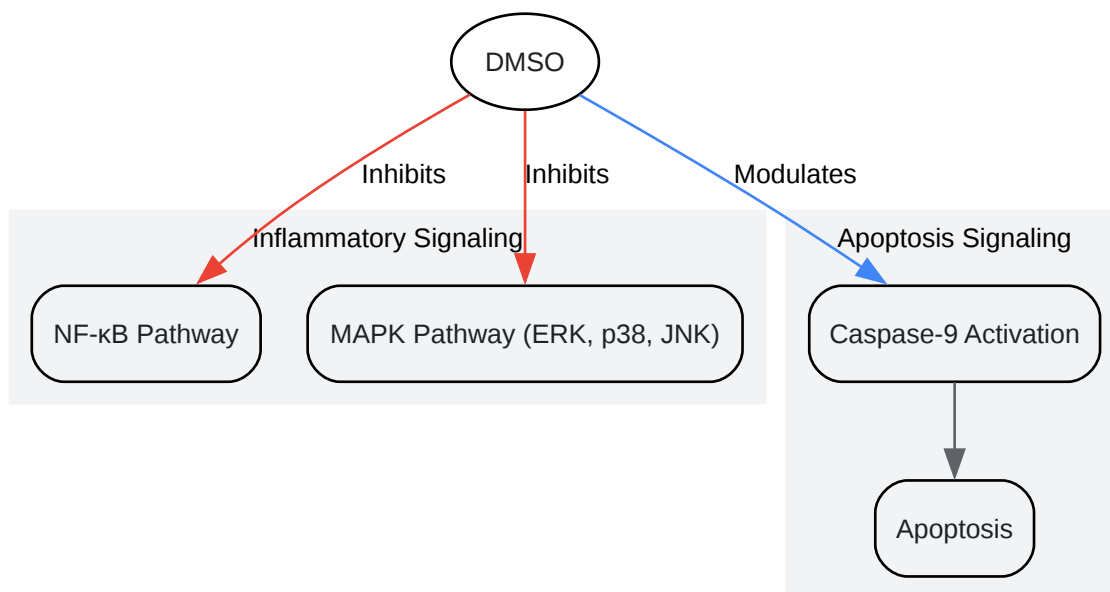 DMSO
Inhibits
Inhibits
Modulates
Inflammatory Signaling
Apoptosis Signaling
NF-κB Pathway
MAPK Pathway (ERK, p38, JNK)
Caspase-9 Activation
Apoptosis